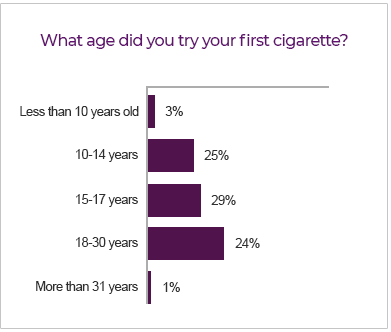 What age did you try your first cigarette?
Less than 10 years old 3%
10-14 years 25%
15-17 years 29%
18-30 years 24%
More than 31 years 1%